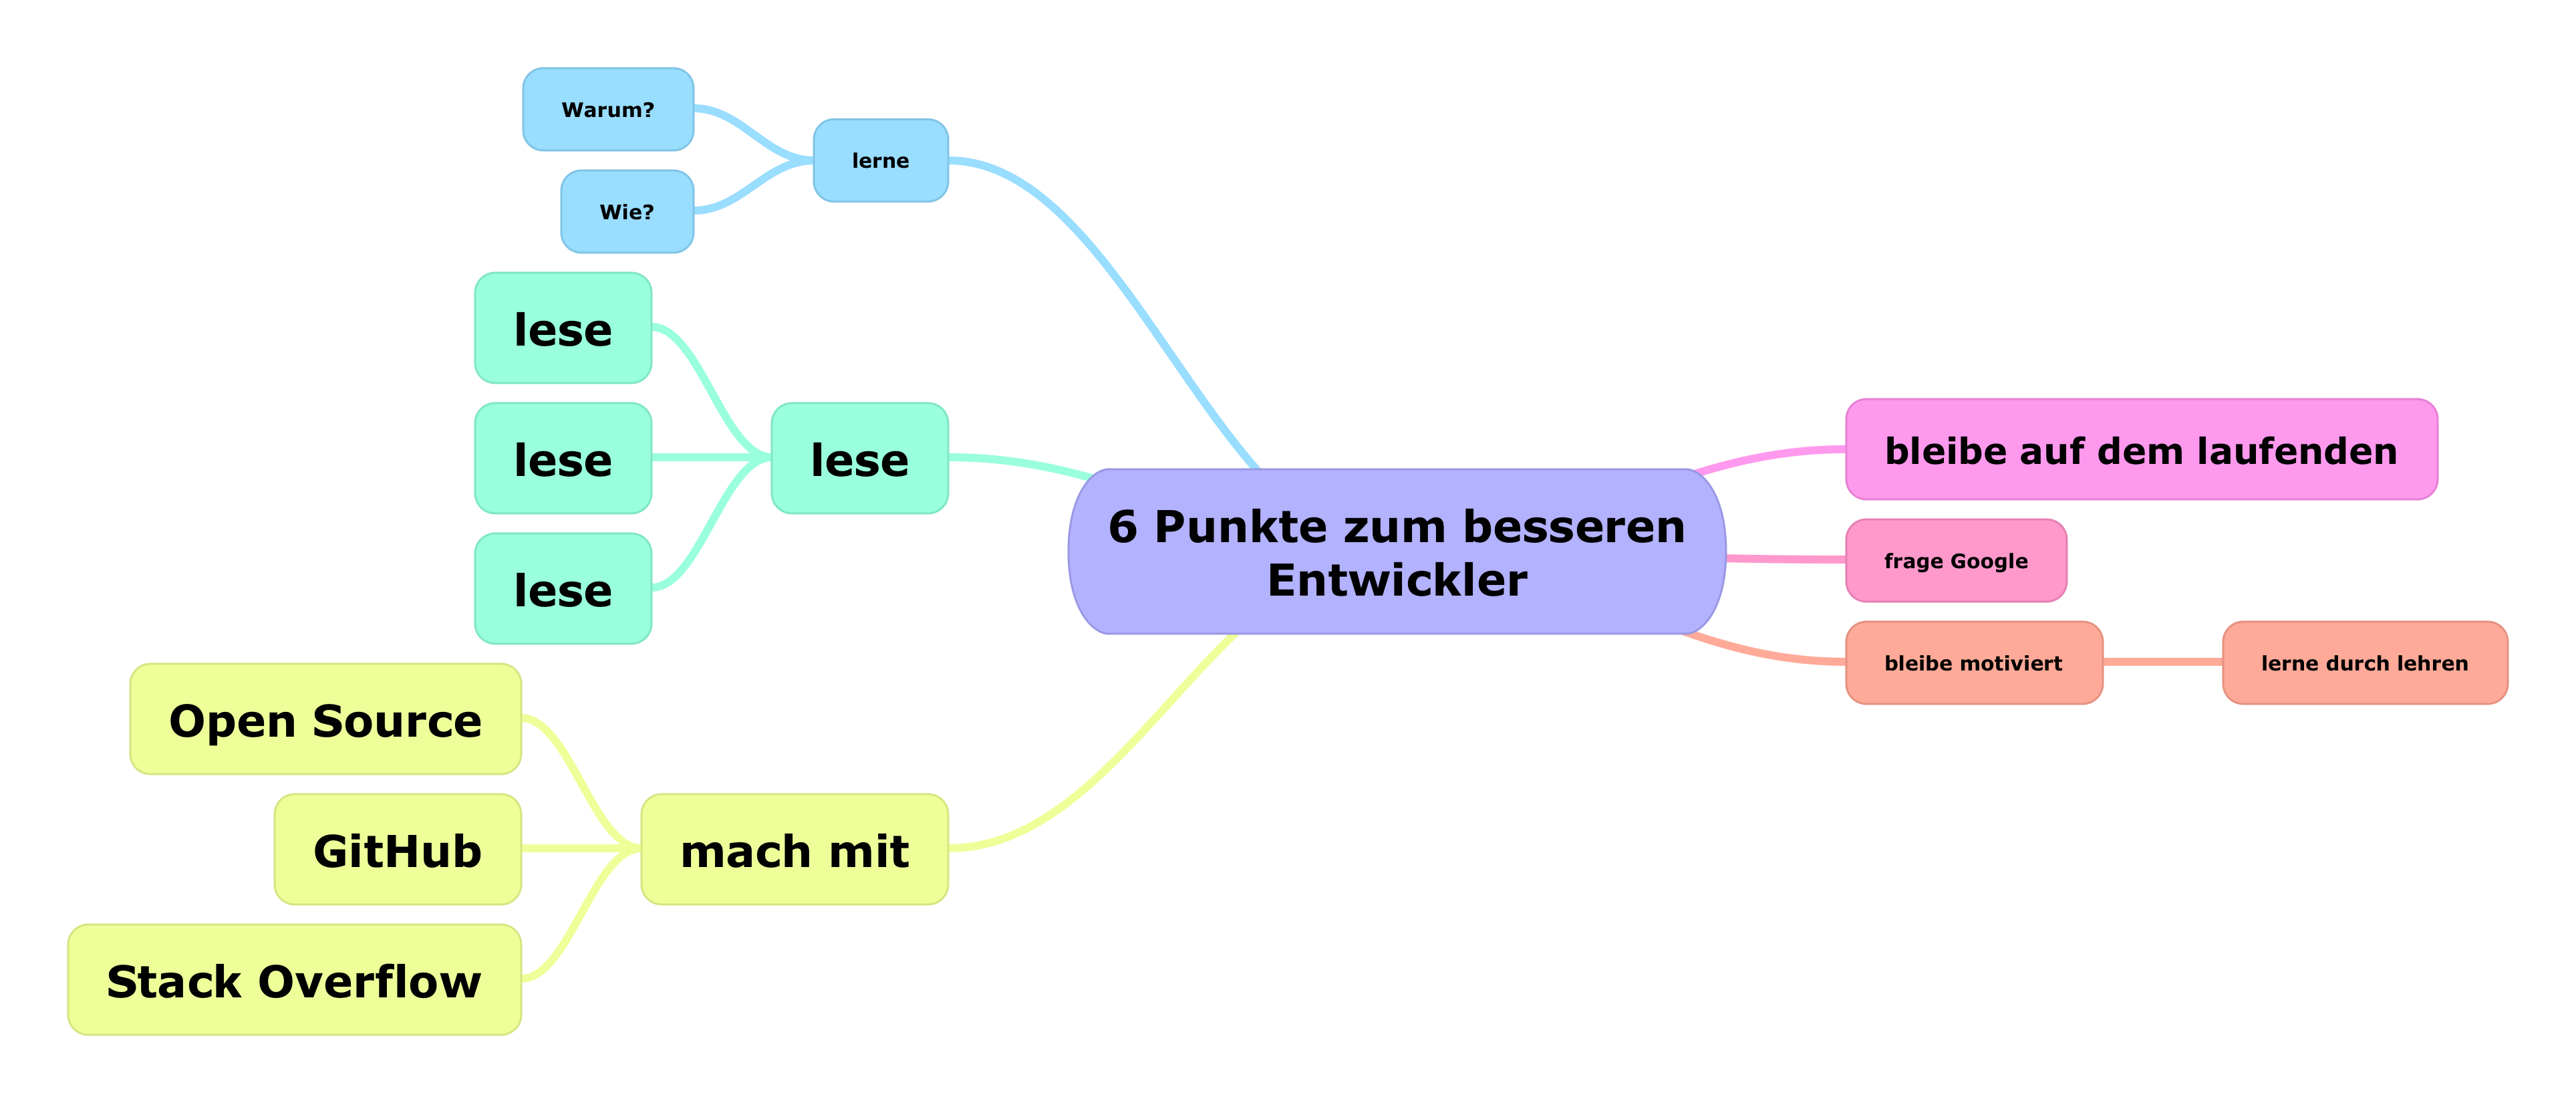 Warum?
Wie?
lerne
lese
lese
lese
lese
Open Source
GitHub
Stack Overflow
mach mit
6 Punkte zum besseren
Entwickler
bleibe auf dem laufenden
frage Google
bleibe motiviert
lerne durch lehren